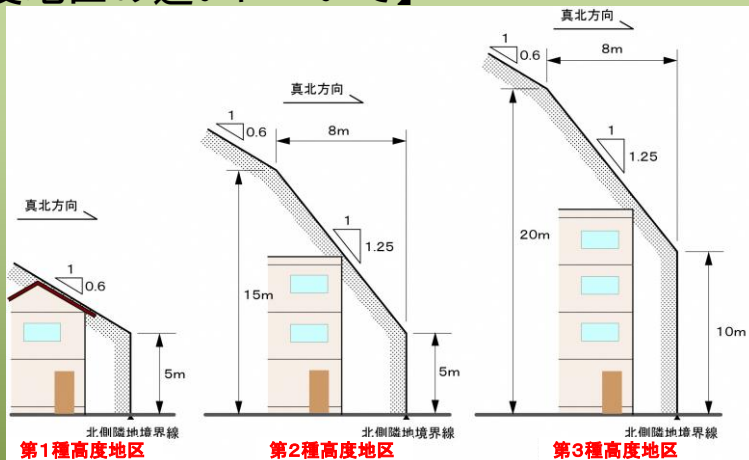 真北方向
1
0.6
5m
北側隣地境界線
第1種高度地区
真北方向
1
0.6
8m
1
1.25
15m
5m
北側隣地境界線
第2種高度地区
真北方向
1
0.6
8m
1
1.25
20m
10m
北側隣地境界線
第3種高度地区